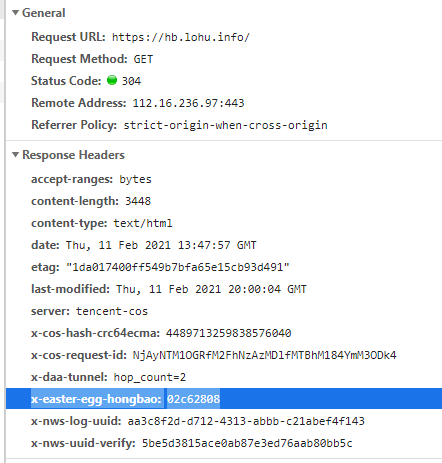 General
Request URL: https://hb.lohu.info/
Request Method: GET
Status Code: 304
Remote Address: 112.16.236.97:443
Referrer Policy: strict-origin-when-cross-origin
Response Headers
accept-ranges: bytes
content-length: 3448
content-type: text/html
date: Thu, 11 Feb 2021 13:47:57 GMT
etag: "1da017400ff549b7bfa65e15cb93d491"
last-modified: Thu, 11 Feb 2021 20:00:04 GMT
server: tencent-cos
x-cos-hash-crc64ecma: 4489713259838576040
x-cos-request-id: NjAyNTM1OGRfM2FhNzAzMDlfMTBhM184YmM3ODk4
x-daa-tunnel: hop_count=2
x-easter-egg-hongbao: 02c62808
x-nws-log-uuid: aa3c8f2d-d712-4313-abbb-c21abef4f143
x-nws-uuid-verify: 5be5d3815ace0ab87e3ed76aab80bb5c